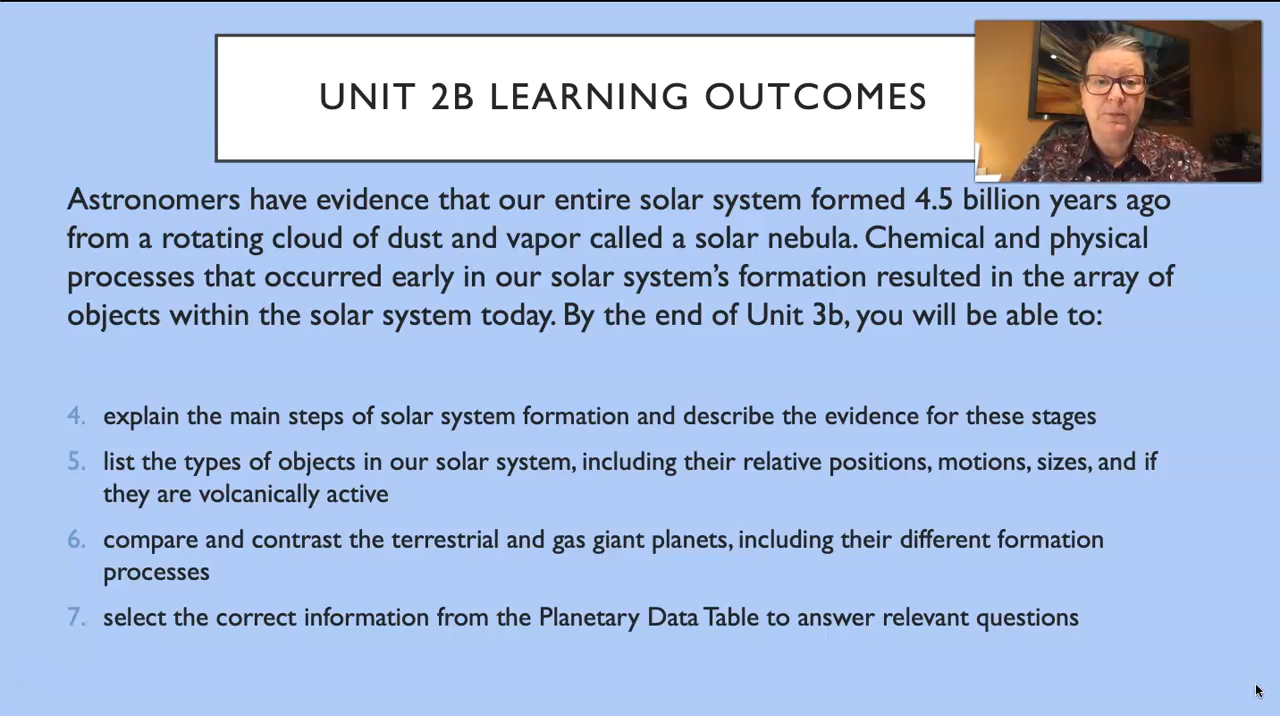 UNIT 2B LEARNING OUTCOMES
Astronomers have evidence that our entire solar system formed 4.5 billion years ago
from a rotating cloud of dust and vapor called a solar nebula. Chemical and physical
processes that occurred early in our solar system’s formation resulted in the array of
objects within the solar system today. By the end of Unit 3b, you will be able to:
4. explain the main steps of solar system formation and describe the evidence for these stages
5. list the types of objects in our solar system, including their relative positions, motions, sizes, and if
they are volcanically active
6. compare and contrast the terrestrial and gas giant planets, including their different formation
processes
7. select the correct information from the Planetary Data Table to answer relevant questions